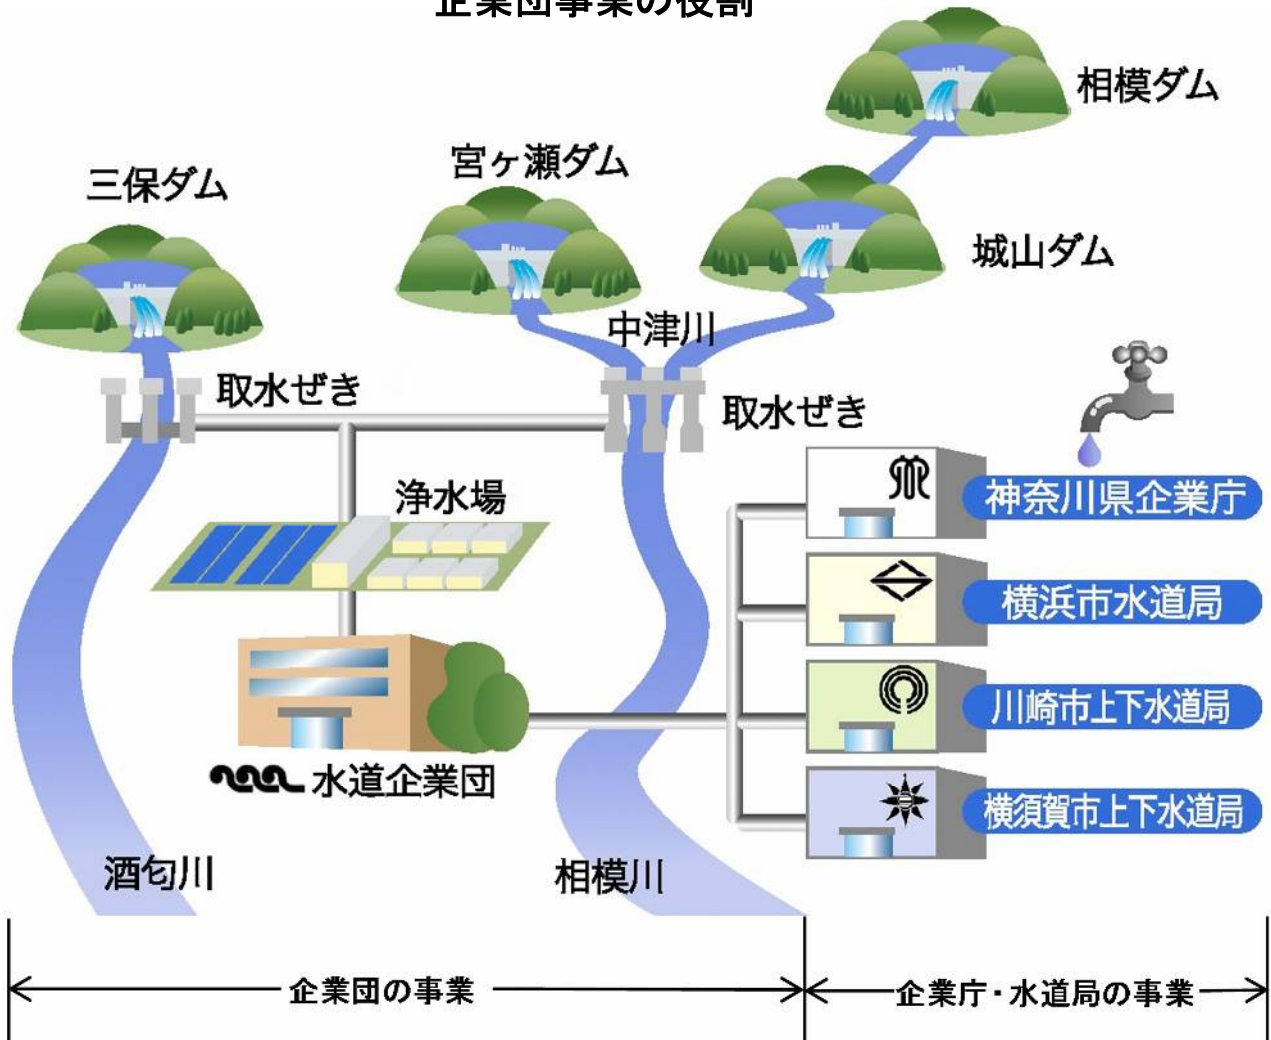 企業団事業の役割
相模ダム
宮ヶ瀬ダム
三保ダム
城山ダム
中津川
取水ぜき
取水ぜき
浄水場
神奈川県企業庁
横浜市水道局
川崎市上下水道局
水道企業団
横須賀市上下水道局
酒匂川
相模川
企業団の事業
企業庁・水道局の事業